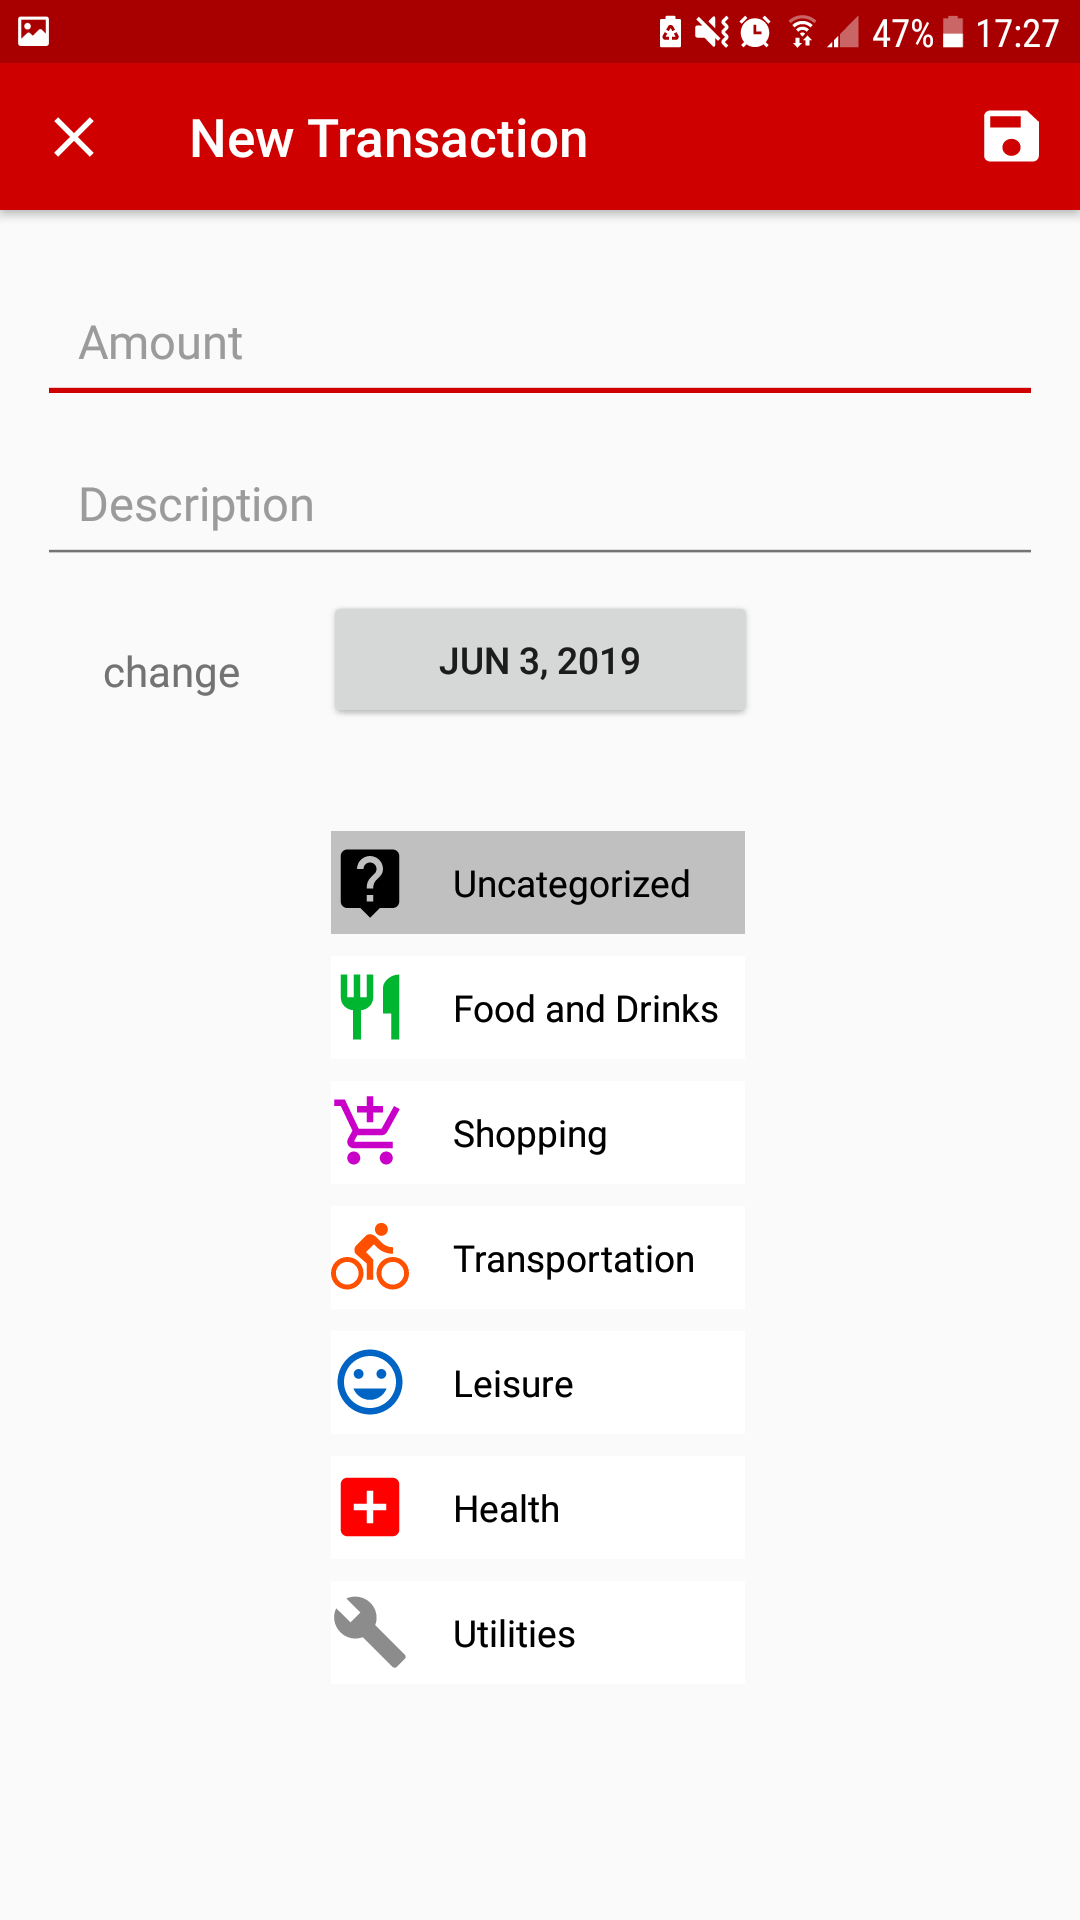 47% 17:27
New Transaction
Amount
Description
change JUN 3, 2019
Uncategorized
Food and Drinks
Shopping
Transportation
Leisure
Health
Utilities